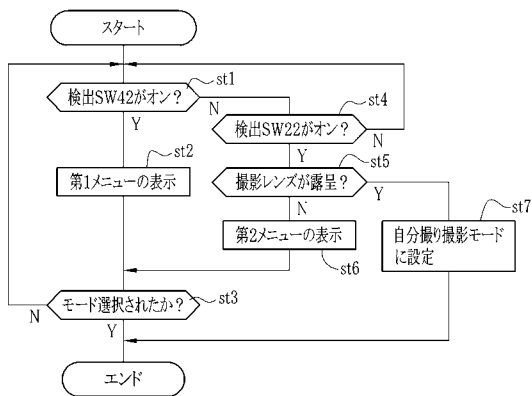 スタート
検出SW42がオン?
st1
N
Y
検出SW22がオン?
st4
N
Y
第1メニューの表示
st2
撮影レンズが露呈?
st5
Y
N
第2メニューの表示
st6
自分撮り撮影モード
に設定
st7
モード選択されたか?
st3
N
Y
エンド